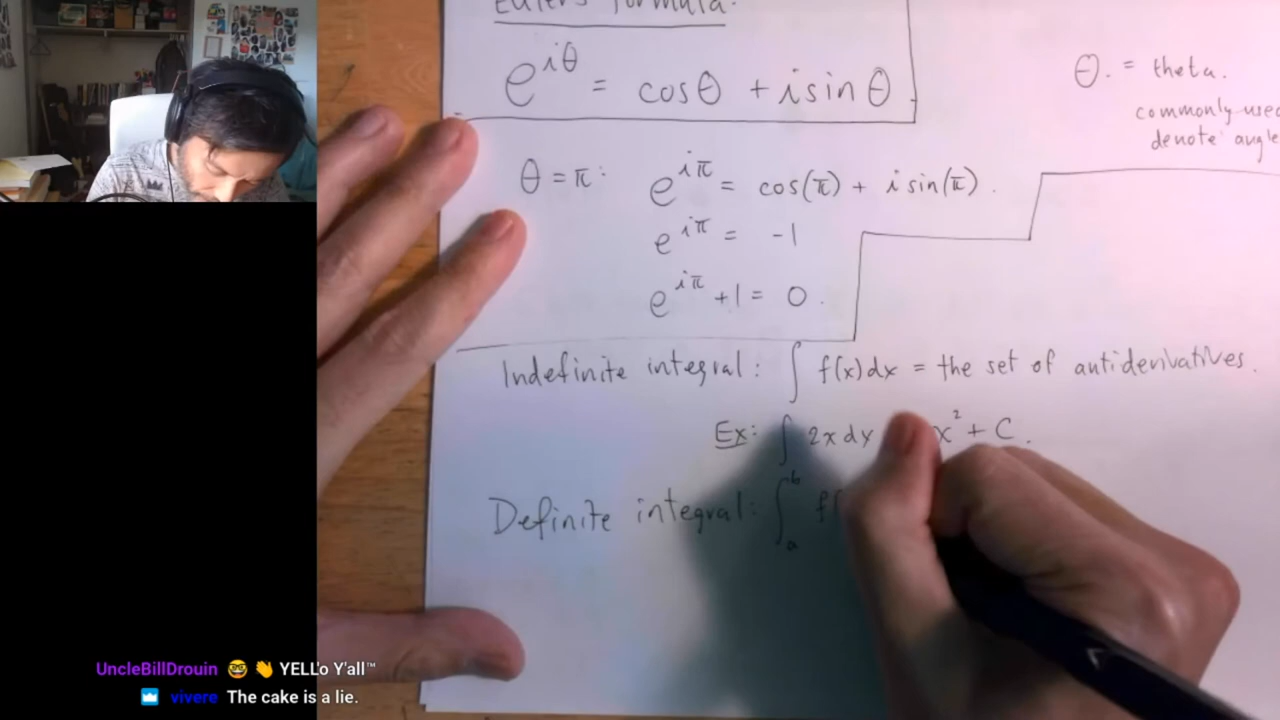 Euler's formula:
e^{iθ} = cosθ + i sinθ
θ = theta.
commonly used
denote angle
θ = π: e^{iπ} = cos(π) + i sin(π).
e^{iπ} = -1
e^{iπ} + 1 = 0.
Indefinite integral: ∫ f(x)dx = the set of antiderivatives.
Ex: ∫ 2x dx x² + C.
Definite integral: ∫_a^b f(
UncleBillDrouin 🤓 👋 YELL'o Y'all™
vivere The cake is a lie.